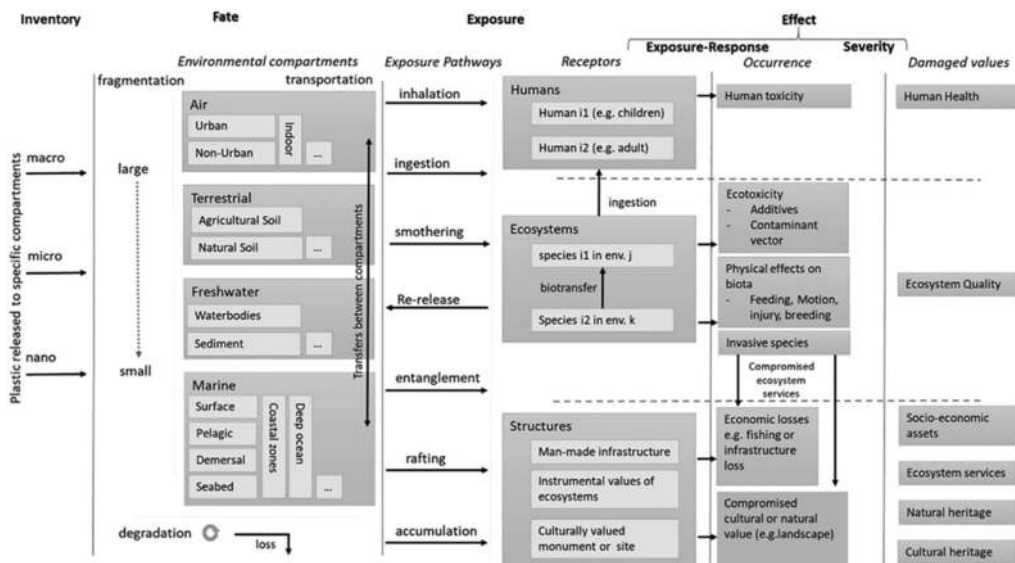 Inventory
Fate
Exposure
Effect
Exposure-Response
Severity
Environmental compartments
Exposure Pathways
Receptors
Occurrence
Damaged values
Plastic released to specific compartments
macro
micro
nano
fragmentation
large
small
transportation
Air
Urban
Non-Urban
Indoor
...
Terrestrial
Agricultural Soil
Natural Soil
...
Freshwater
Waterbodies
Sediment
...
Marine
Surface
Pelagic
Demersal
Seabed
Coastal zones
Deep ocean
...
Transfers between compartments
degradation
loss
inhalation
ingestion
smothering
Re-release
entanglement
rafting
accumulation
Humans
Human i1 (e.g. children)
Human i2 (e.g. adult)
ingestion
Ecosystems
species i1 in env. j
biotransfer
Species i2 in env. k
Structures
Man-made infrastructure
Instrumental values of
ecosystems
Culturally valued
monument or site
Human toxicity
Ecotoxicity
- Additives
- Contaminant
vector
Physical effects on
biota
- Feeding, Motion,
injury, breeding
Invasive species
Compromised
ecosystem
services
Economic losses
e.g. fishing or
infrastructure
loss
Compromised
cultural or natural
value (e.g.landscape)
Human Health
Ecosystem Quality
Socio-economic
assets
Ecosystem services
Natural heritage
Cultural heritage